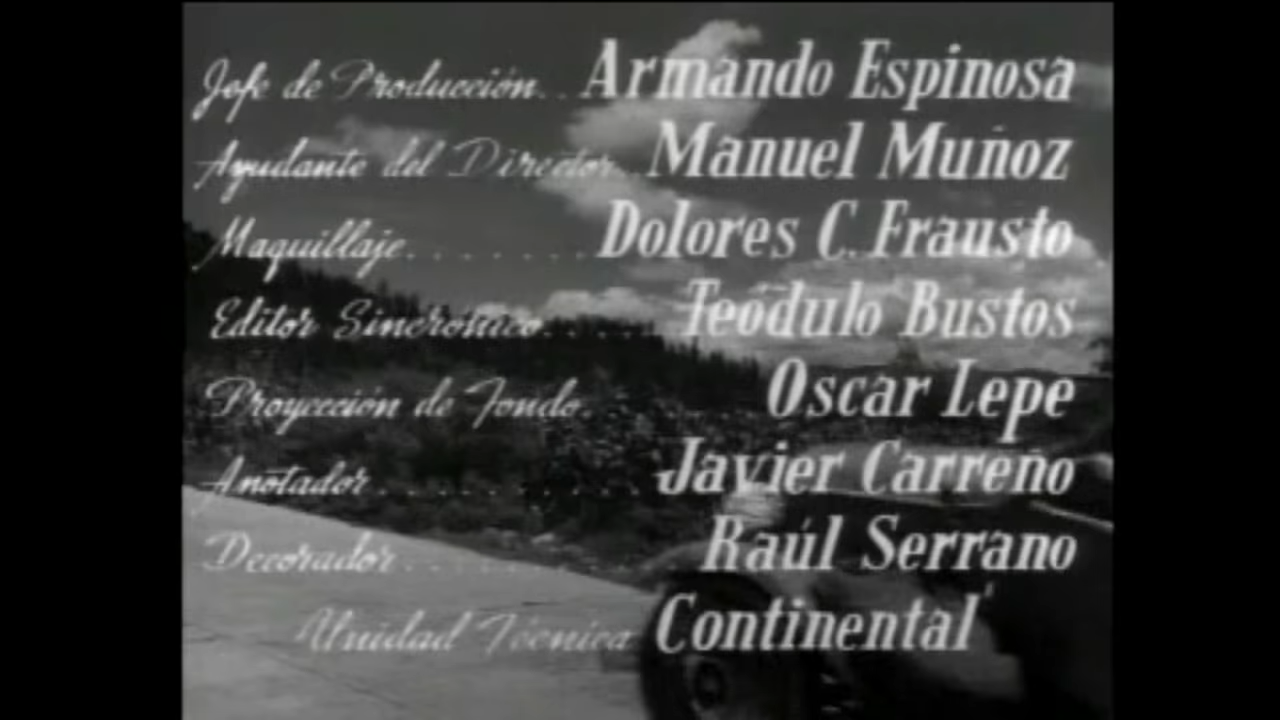 Jefe de Producción.. Armando Espinosa
Ayudante del Director.. Manuel Muñoz
Maquillaje......... Dolores C. Frausto
Editor Sincrónico...... Teódulo Bustos
Proyección de Fondo. Oscar Lepe
Anotador.......... Javier Carreño
Decorador......... Raúl Serrano
Unidad Técnica Continental"